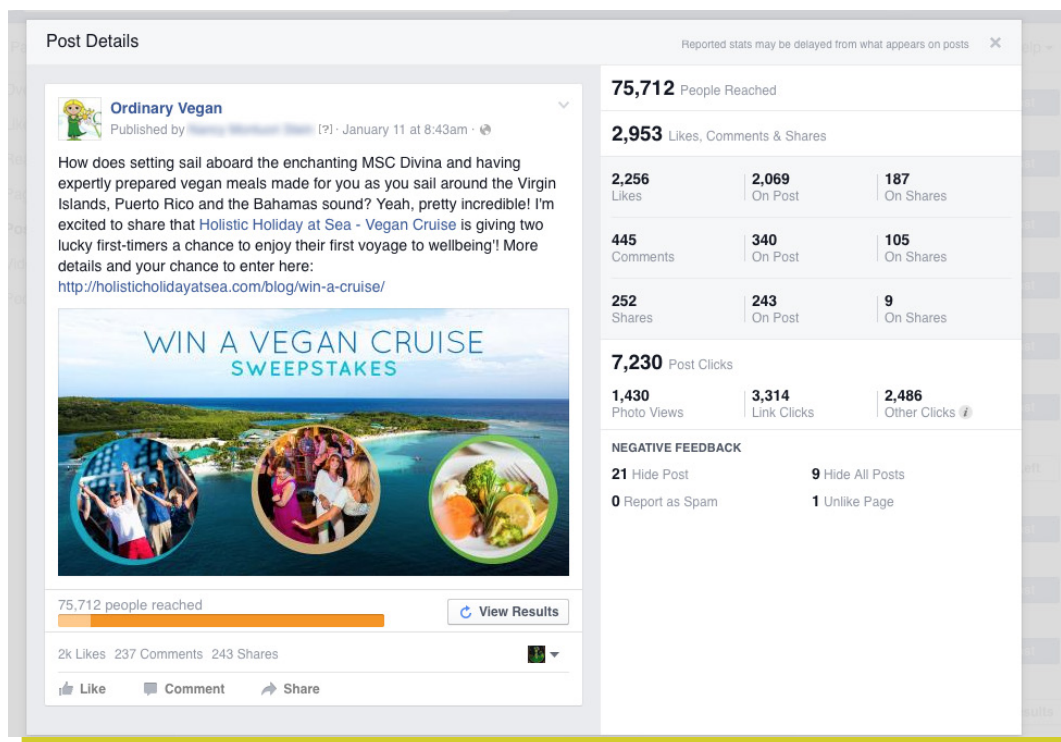 Post Details
Reported stats may be delayed from what appears on posts
Ordinary Vegan
Published by [?] · January 11 at 8:43am ·
How does setting sail aboard the enchanting MSC Divina and having
expertly prepared vegan meals made for you as you sail around the Virgin
Islands, Puerto Rico and the Bahamas sound? Yeah, pretty incredible! I'm
excited to share that Holistic Holiday at Sea - Vegan Cruise is giving two
lucky first-timers a chance to enjoy their first voyage to wellbeing'! More
details and your chance to enter here:
http://holisticholidayatsea.com/blog/win-a-cruise/
WIN A VEGAN CRUISE
SWEEPSTAKES
75,712 people reached
View Results
2k Likes 237 Comments 243 Shares
Like Comment Share
75,712 People Reached
2,953 Likes, Comments & Shares
2,256 2,069 187
Likes On Post On Shares
445 340 105
Comments On Post On Shares
252 243 9
Shares On Post On Shares
7,230 Post Clicks
1,430 3,314 2,486
Photo Views Link Clicks Other Clicks i
NEGATIVE FEEDBACK
21 Hide Post 9 Hide All Posts
0 Report as Spam 1 Unlike Page